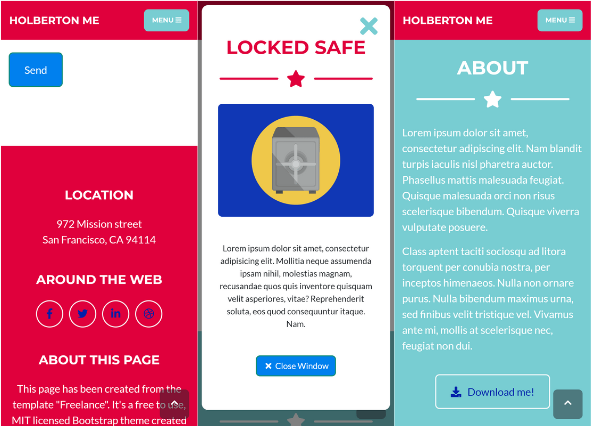 HOLBERTON ME
MENU
Send
LOCATION
972 Mission street
San Francisco, CA 94114
AROUND THE WEB
ABOUT THIS PAGE
This page has been created from the
template "Freelance". It's a free to use,
MIT licensed Bootstrap theme created
LOCKED SAFE
Lorem ipsum dolor sit amet, consectetur
adipisicing elit. Mollitia neque assumenda
ipsam nihil, molestias magnam,
recusandae quos quis inventore quisquam
velit asperiores, vitae? Reprehenderit
soluta, eos quod consequuntur itaque.
Nam.
Close Window
HOLBERTON ME
MENU
ABOUT
Lorem ipsum dolor sit amet,
consectetur adipiscing elit. Nam blandit
turpis iaculis nisl pharetra auctor.
Phasellus mattis malesuada feugiat.
Quisque malesuada orci non risus
scelerisque bibendum. Quisque viverra
vulputate posuere.
Class aptent taciti sociosqu ad litora
torquent per conubia nostra, per
inceptos himenaeos. Nulla non ornare
purus. Nulla bibendum maximus urna,
sed finibus velit tristique vel. Vivamus
ante mi, mollis at scelerisque nec,
feugiat non dui.
Download me!